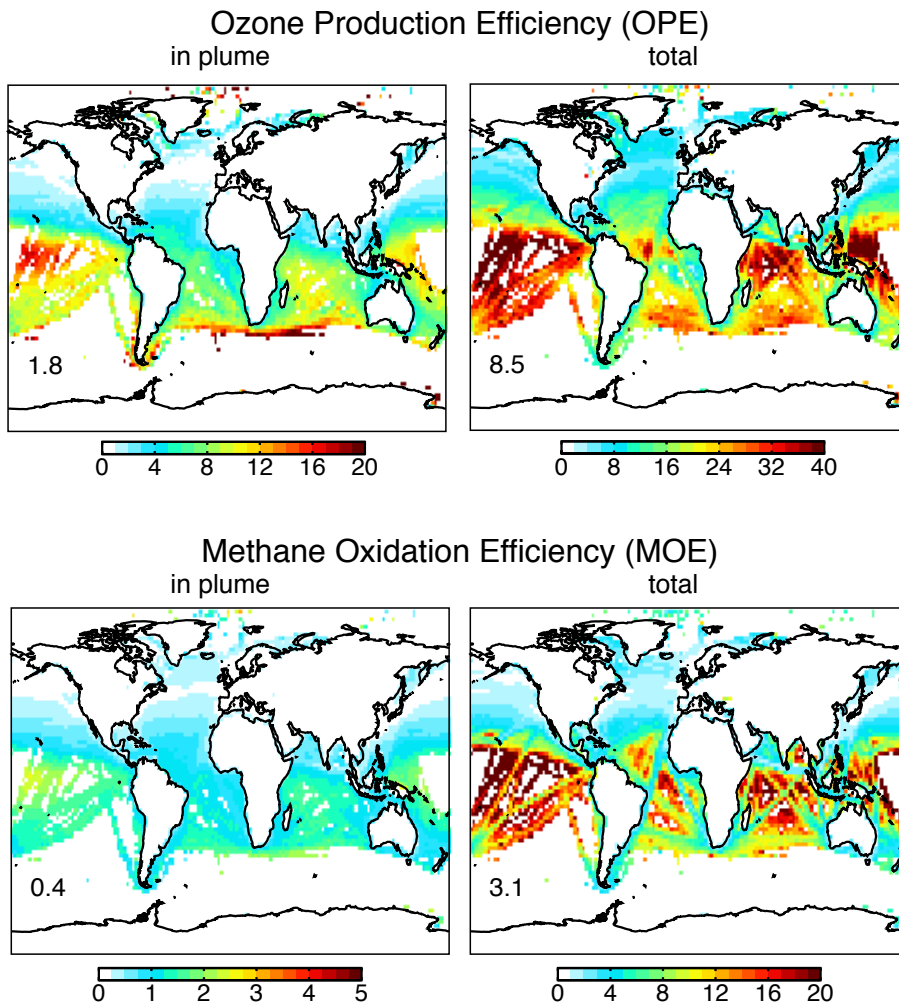 Ozone Production Efficiency (OPE)
in plume
total
1.8
8.5
0 4 8 12 16 20
0 8 16 24 32 40
Methane Oxidation Efficiency (MOE)
in plume
total
0.4
3.1
0 1 2 3 4 5
0 4 8 12 16 20